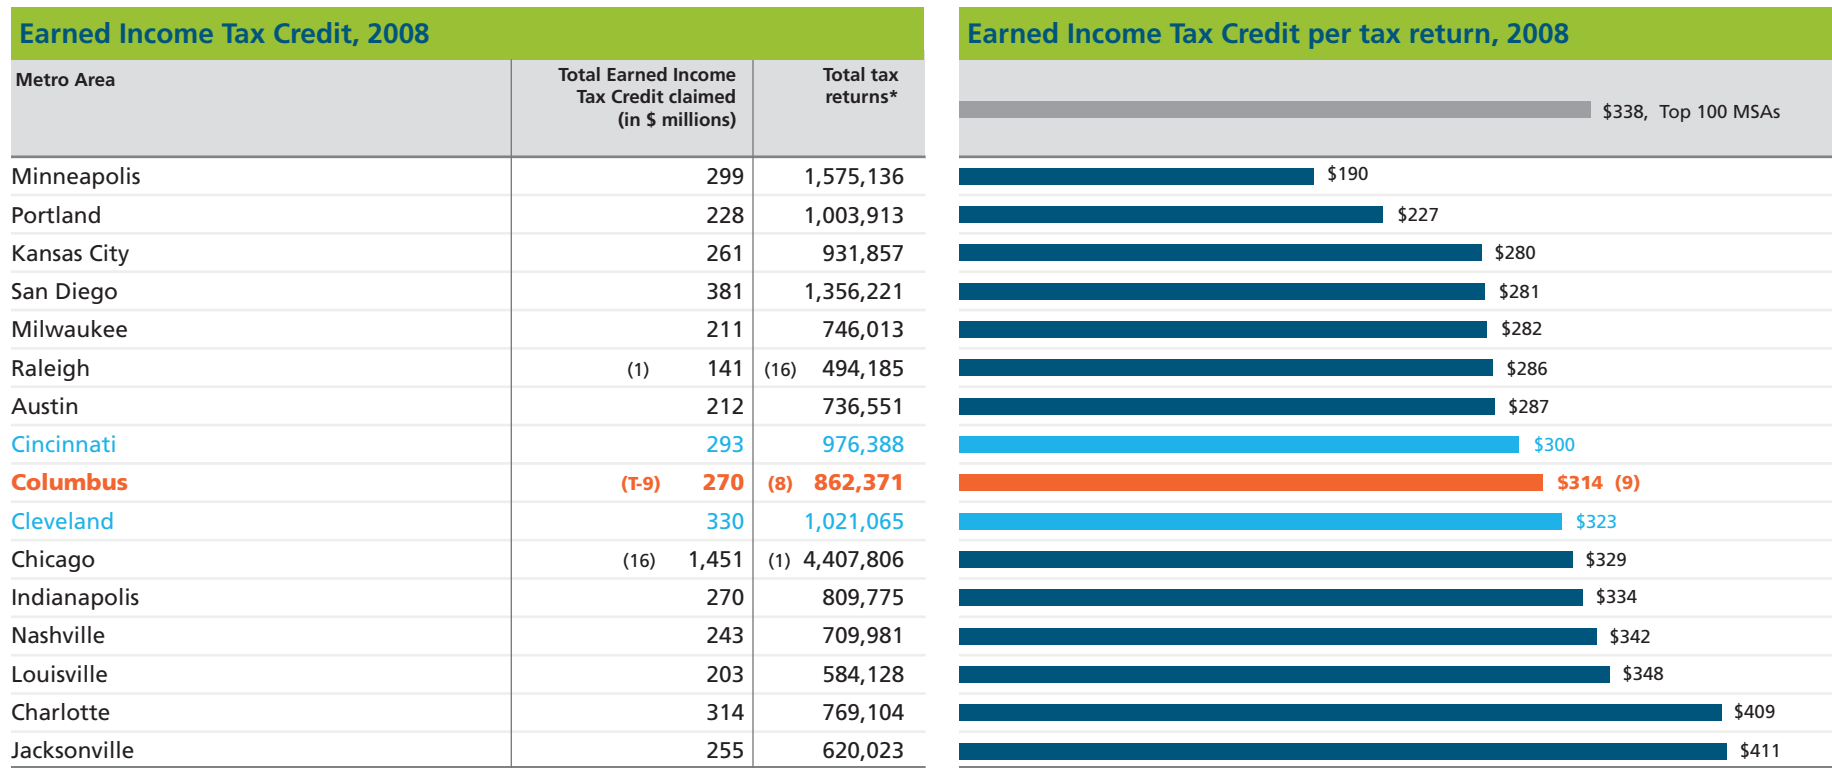 Earned Income Tax Credit, 2008
Metro Area
Total Earned Income
Tax Credit claimed
(in $ millions)
Total tax
returns*
Minneapolis 299 1,575,136
Portland 228 1,003,913
Kansas City 261 931,857
San Diego 381 1,356,221
Milwaukee 211 746,013
Raleigh (1) 141 (16) 494,185
Austin 212 736,551
Cincinnati 293 976,388
Columbus (T-9) 270 (8) 862,371
Cleveland 330 1,021,065
Chicago (16) 1,451 (1) 4,407,806
Indianapolis 270 809,775
Nashville 243 709,981
Louisville 203 584,128
Charlotte 314 769,104
Jacksonville 255 620,023
Earned Income Tax Credit per tax return, 2008
$338, Top 100 MSAs
$190
$227
$280
$281
$282
$286
$287
$300
$314 (9)
$323
$329
$334
$342
$348
$409
$411